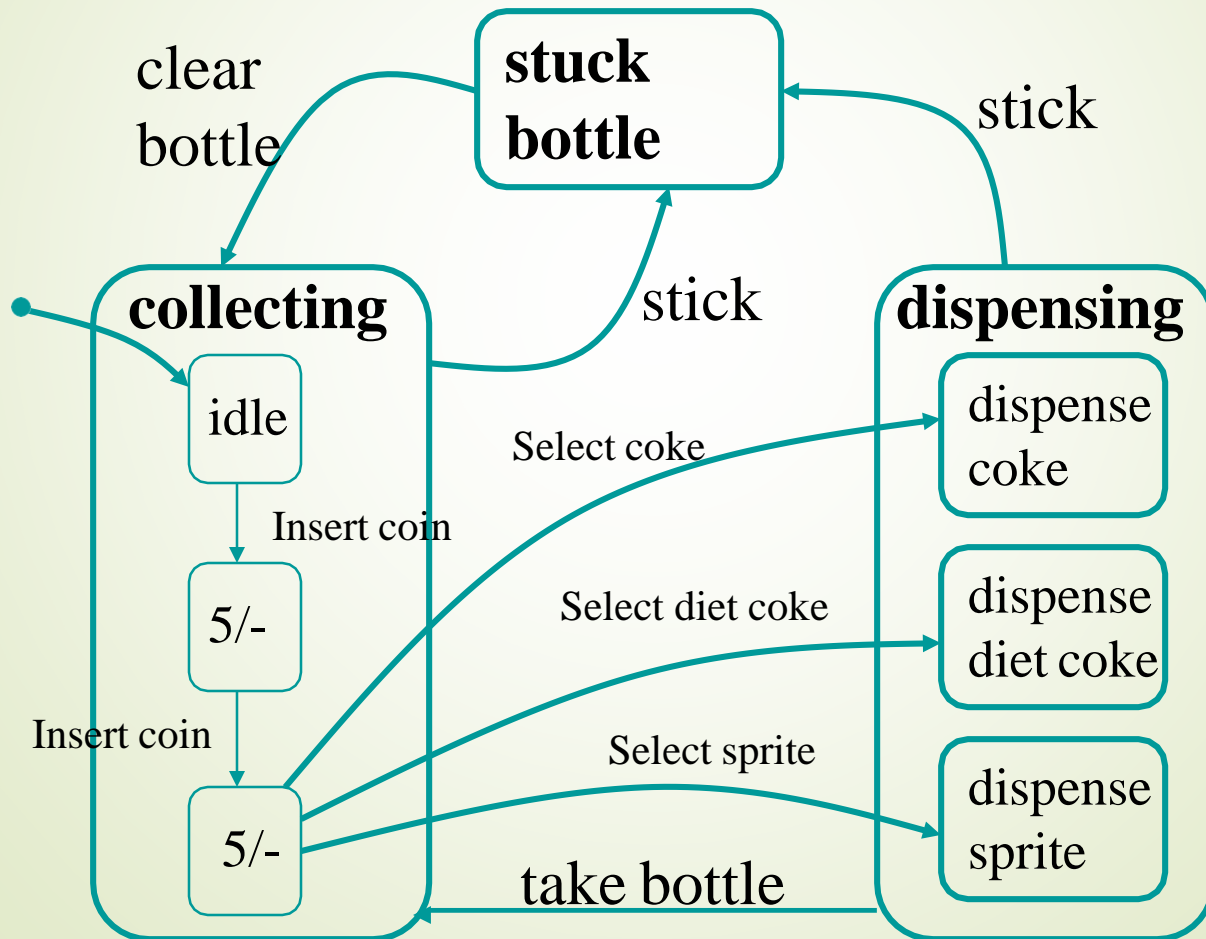 clear
bottle
stuck
bottle
stick
collecting
stick
dispensing
idle
Insert coin
5/-
Insert coin
5/-
Select coke
Select diet coke
Select sprite
take bottle
dispense
coke
dispense
diet coke
dispense
sprite